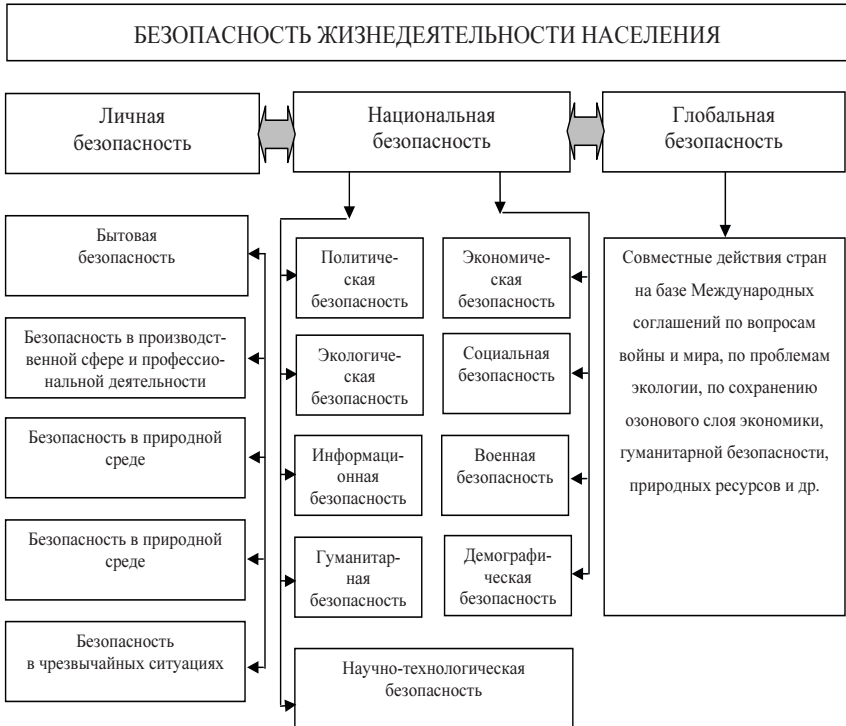 БЕЗОПАСНОСТЬ ЖИЗНЕДЕЯТЕЛЬНОСТИ НАСЕЛЕНИЯ
Личная
безопасность
Национальная
безопасность
Глобальная
безопасность
Бытовая
безопасность
Безопасность в производст-
венной сфере и профессио-
нальной деятельности
Безопасность в природной
среде
Безопасность в природной
среде
Безопасность
в чрезвычайных ситуациях
Политиче-
ская
безопасность
Экологиче-
ская
безопасность
Информаци-
онная
безопасность
Гуманитар-
ная
безопасность
Экономиче-
ская
безопасность
Социальная
безопасность
Военная
безопасность
Демографи-
ческая
безопасность
Научно-технологическая
безопасность
Совместные действия стран
на базе Международных
соглашений по вопросам
войны и мира, по проблемам
экологии, по сохранению
озонового слоя экономики,
гуманитарной безопасности,
природных ресурсов и др.